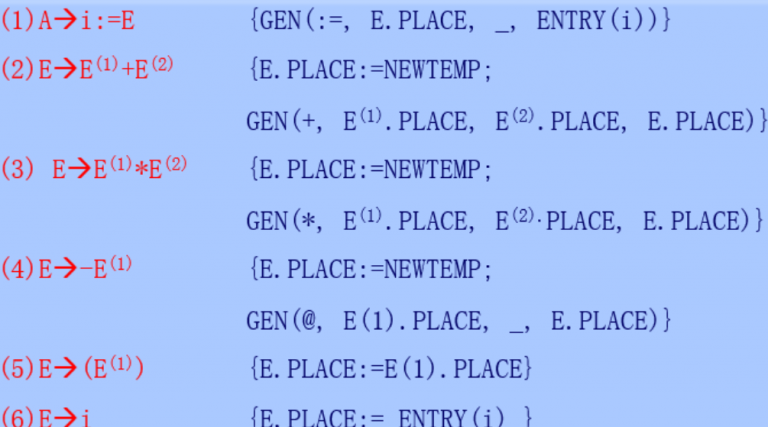 (1)A→i:=E {GEN(:=, E.PLACE, _, ENTRY(i))}
(2)E→E⁽¹⁾+E⁽²⁾ {E.PLACE:=NEWTEMP;
GEN(+, E⁽¹⁾.PLACE, E⁽²⁾.PLACE, E.PLACE)}
(3) E→E⁽¹⁾*E⁽²⁾ {E.PLACE:=NEWTEMP;
GEN(*, E⁽¹⁾.PLACE, E⁽²⁾·PLACE, E.PLACE)}
(4)E→-E⁽¹⁾ {E.PLACE:=NEWTEMP;
GEN(@, E(1).PLACE, _, E.PLACE)}
(5)E→(E⁽¹⁾) {E.PLACE:=E(1).PLACE}
(6)E→i {E.PLACE:= ENTRY(i) }